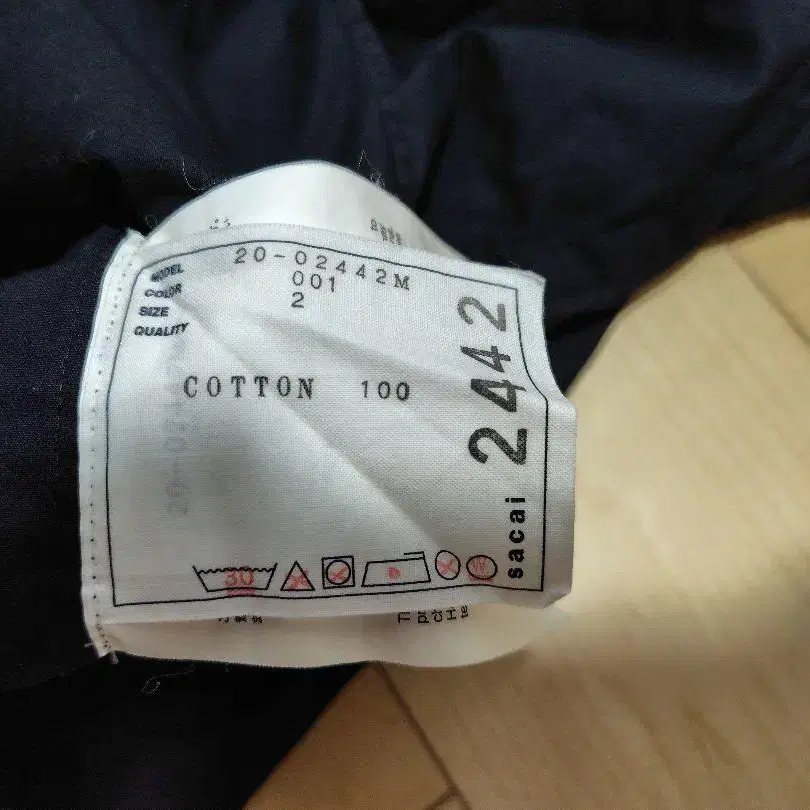 MODEL 20-02442M
COLOR 001
SIZE 2
QUALITY
COTTON 100
30
W
sacai 2442